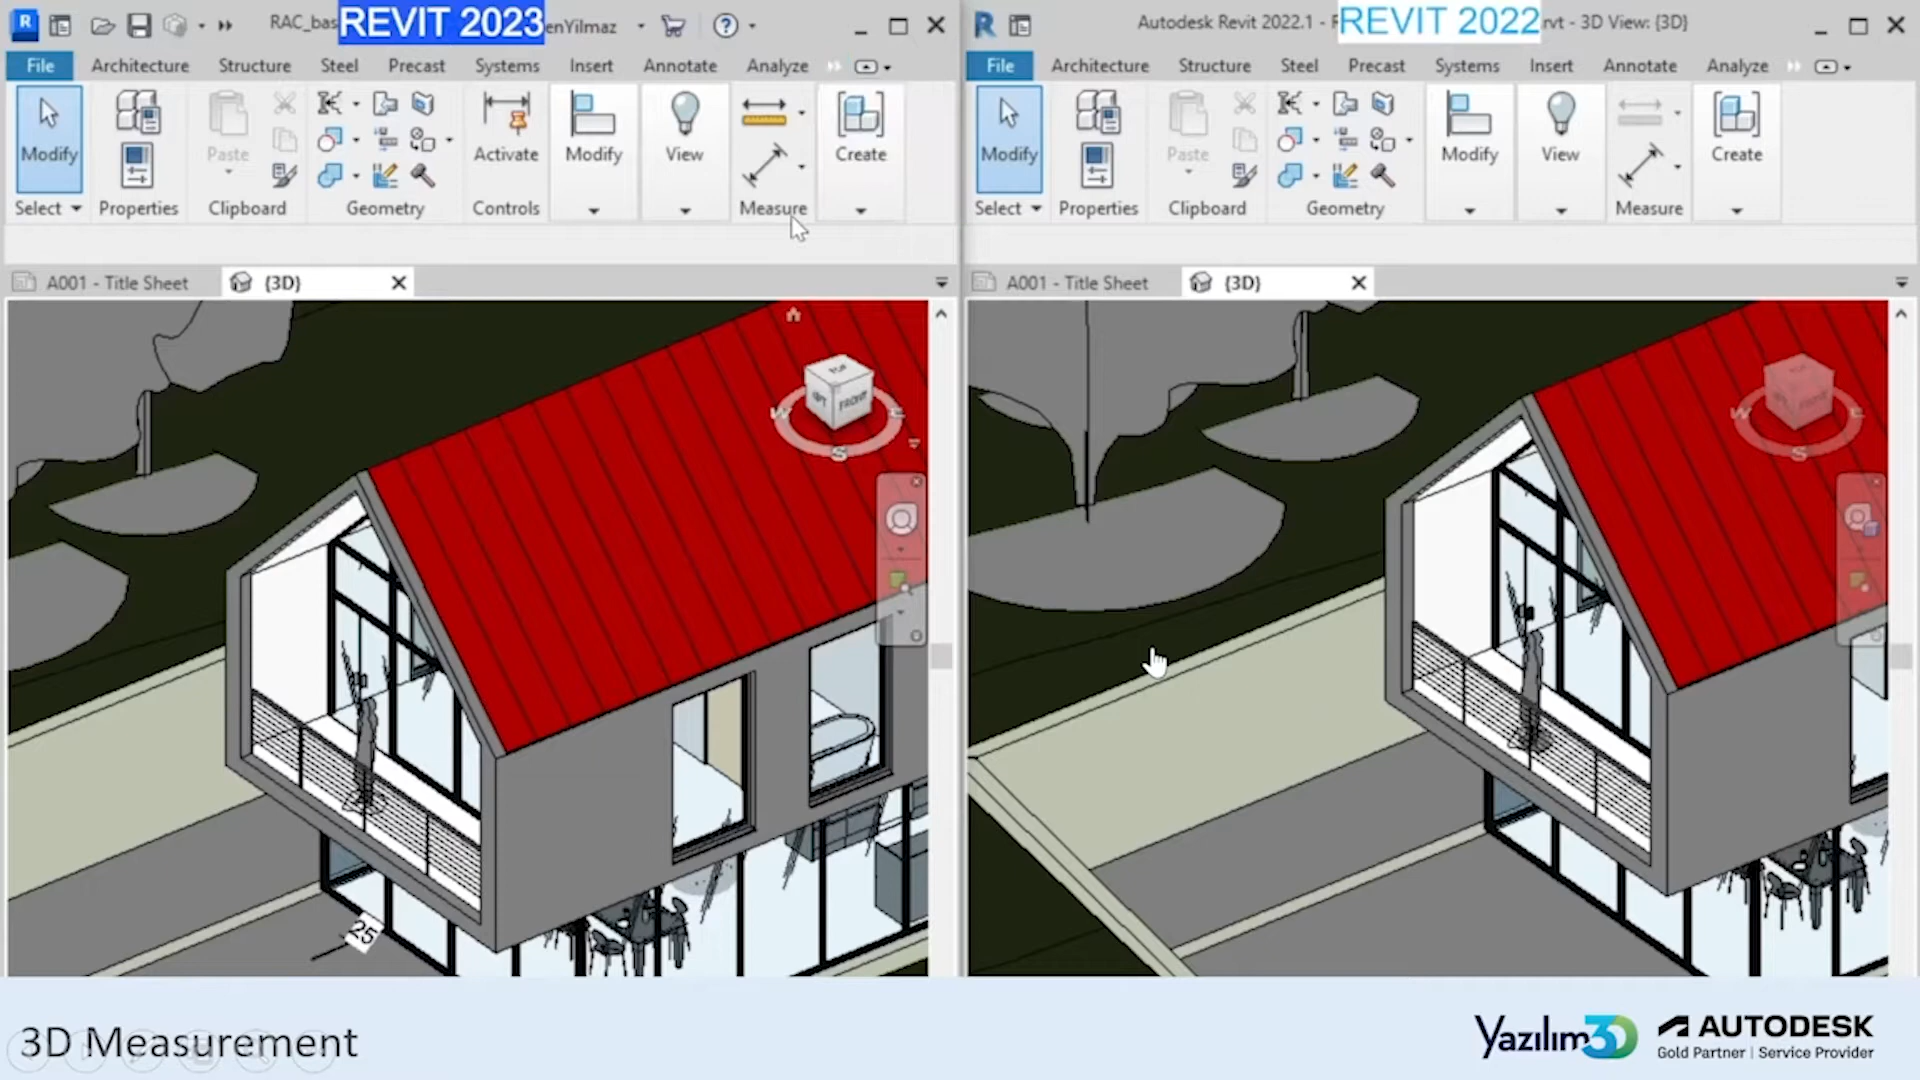 RAC_bas
REVIT 2023
enYilmaz
File Architecture Structure Steel Precast Systems Insert Annotate Analyze
Modify
Paste
Activate
Modify
View
Create
Select Properties Clipboard Geometry Controls Measure
A001 - Title Sheet
{3D}
TOP
FRONT
W
E
S
25
Autodesk Revit 2022.1 -
REVIT 2022
rvt - 3D View: {3D}
File Architecture Structure Steel Precast Systems Insert Annotate Analyze
Modify
Paste
Modify
View
Create
Select Properties Clipboard Geometry Measure
A001 - Title Sheet
{3D}
W
E
S
3D Measurement
Yazılım3D
AUTODESK
Gold Partner | Service Provider